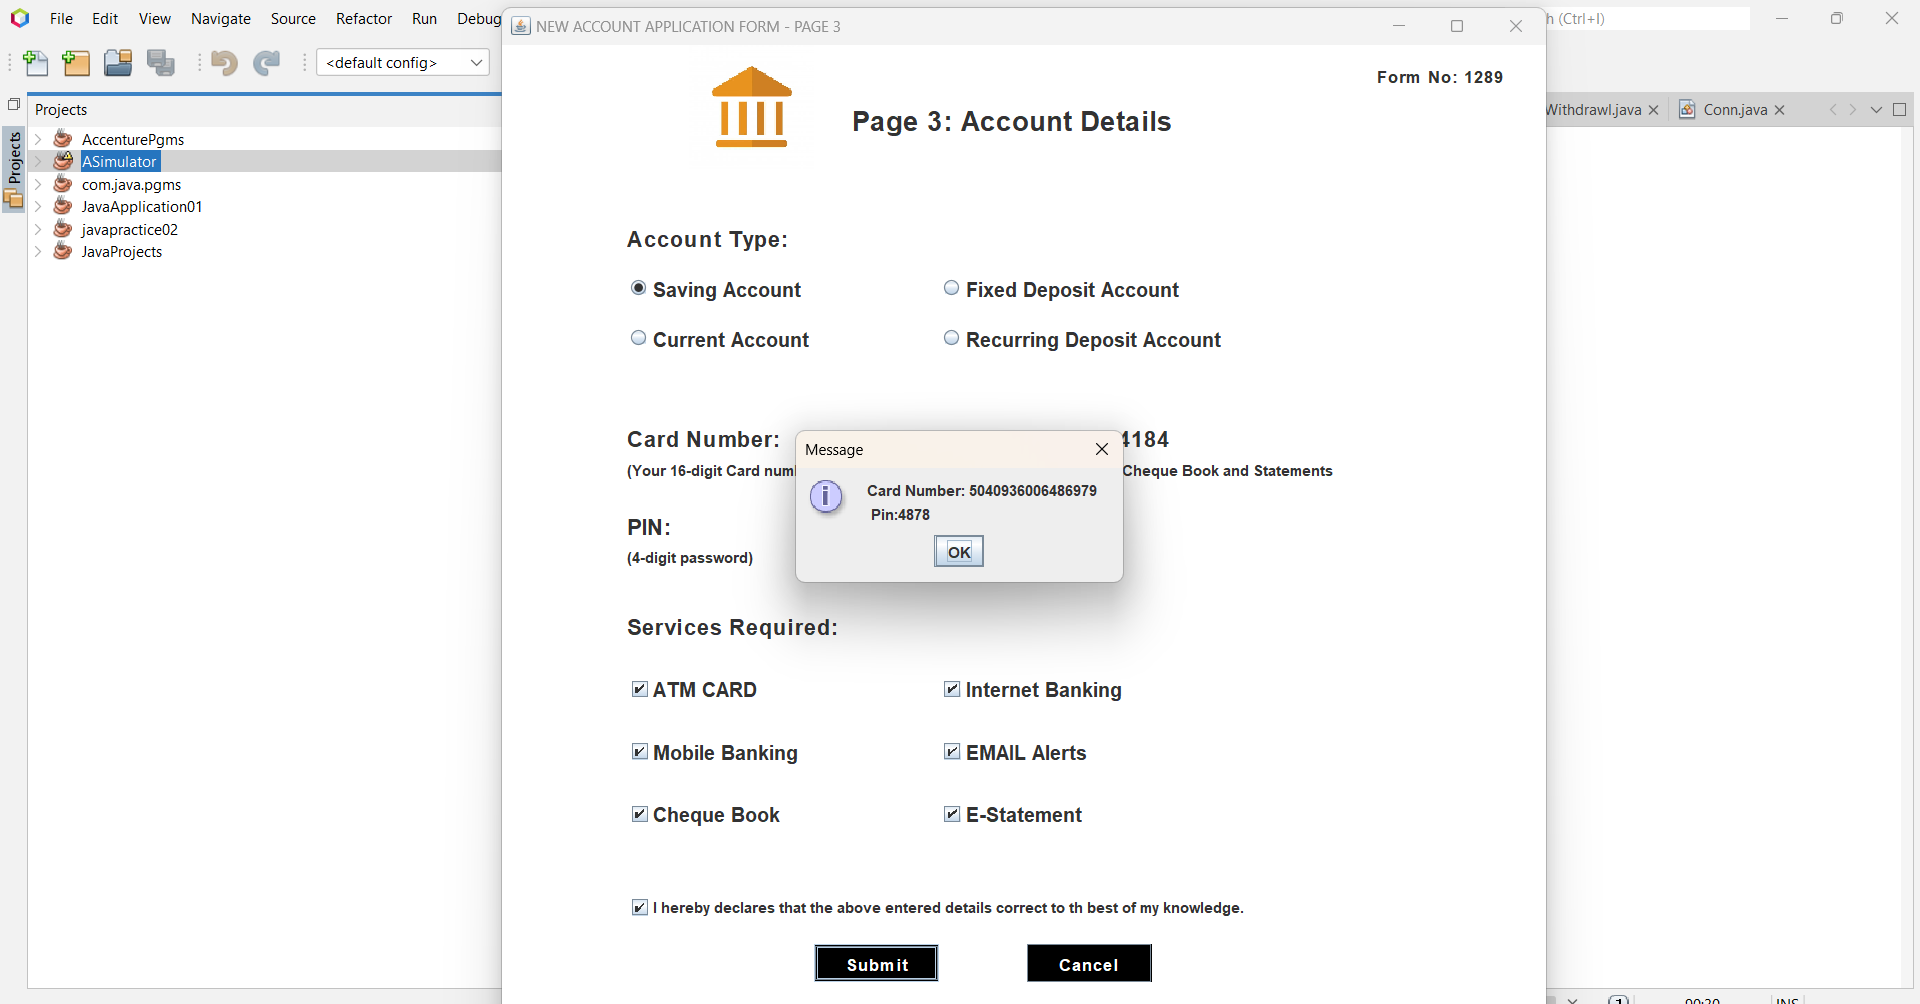 File Edit View Navigate Source Refactor Run Debug
NEW ACCOUNT APPLICATION FORM - PAGE 3
(Ctrl+I)
<default config>
Projects
Projects
AccenturePgms
ASimulator
com.java.pgms
JavaApplication01
javapractice02
JavaProjects
Withdrawl.java
Conn.java
Form No: 1289
Page 3: Account Details
Account Type:
Saving Account
Fixed Deposit Account
Current Account
Recurring Deposit Account
Card Number:
4184
(Your 16-digit Card
Cheque Book and Statements
PIN:
(4-digit password)
Message
Card Number: 5040936006486979
Pin:4878
OK
Services Required:
ATM CARD
Internet Banking
Mobile Banking
EMAIL Alerts
Cheque Book
E-Statement
I hereby declares that the above entered details correct to th best of my knowledge.
Submit
Cancel